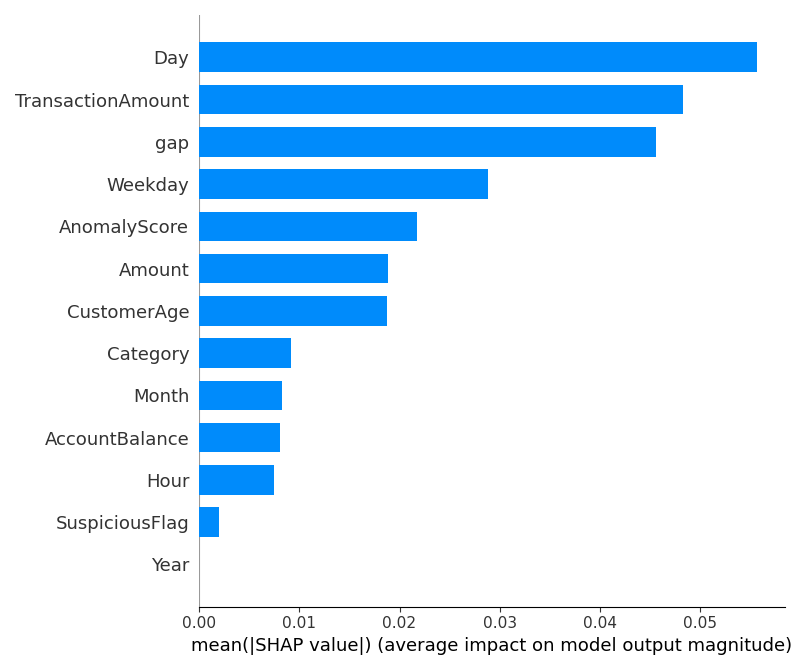 Day
TransactionAmount
gap
Weekday
AnomalyScore
Amount
CustomerAge
Category
Month
AccountBalance
Hour
SuspiciousFlag
Year
0.00 0.01 0.02 0.03 0.04 0.05
mean(|SHAP value|) (average impact on model output magnitude)